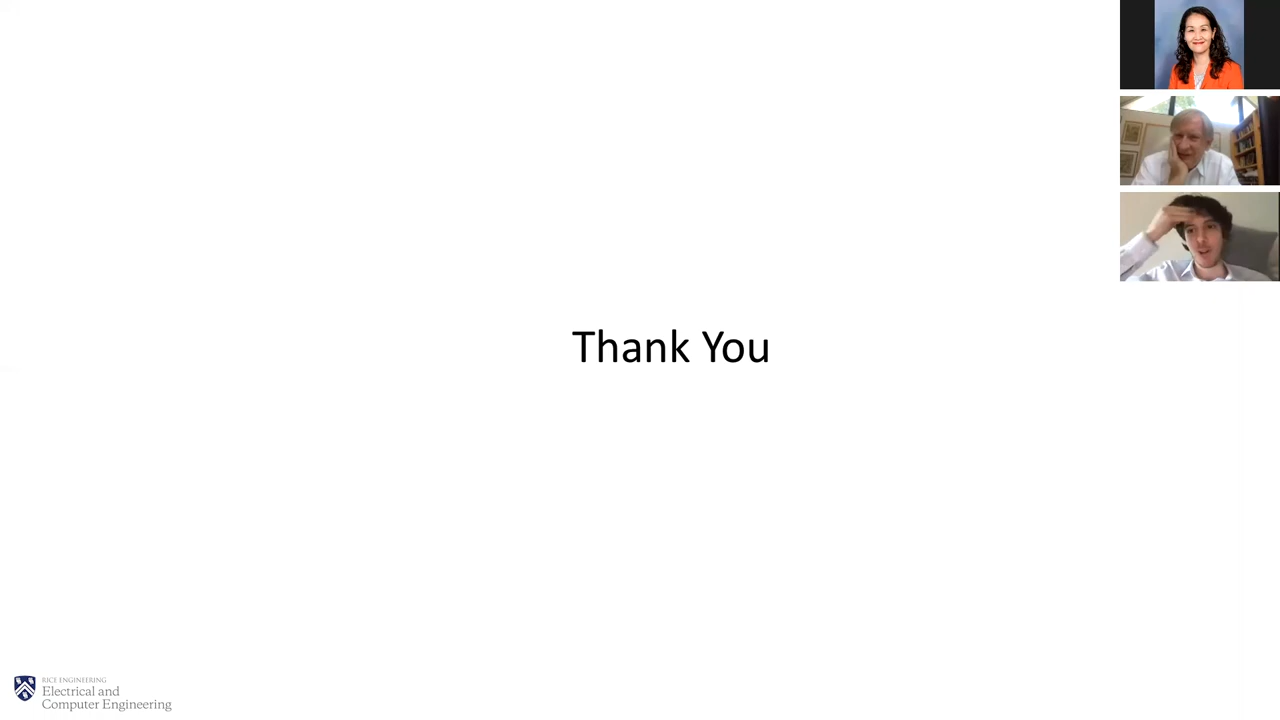 Thank You
RICE ENGINEERING
Electrical and
Computer Engineering